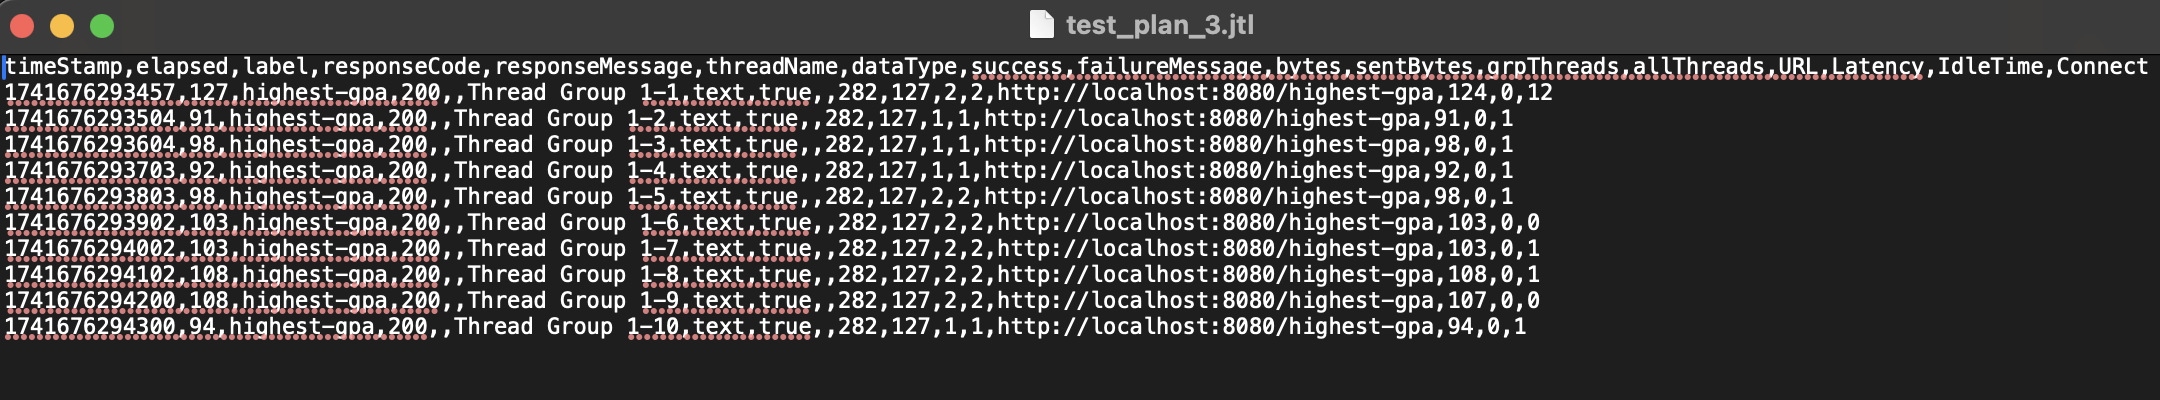 test_plan_3.jtl
timeStamp,elapsed,label,responseCode,responseMessage,threadName,dataType,success,failureMessage,bytes,sentBytes,grpThreads,allThreads,URL,Latency,IdleTime,Connect
1741676293457,127,highest-gpa,200,,Thread Group 1-1,text,true,,282,127,2,2,http://localhost:8080/highest-gpa,124,0,12
1741676293504,91,highest-gpa,200,,Thread Group 1-2,text,true,,282,127,1,1,http://localhost:8080/highest-gpa,91,0,1
1741676293604,98,highest-gpa,200,,Thread Group 1-3,text,true,,282,127,1,1,http://localhost:8080/highest-gpa,98,0,1
1741676293703,92,highest-gpa,200,,Thread Group 1-4,text,true,,282,127,1,1,http://localhost:8080/highest-gpa,92,0,1
1741676293803,98,highest-gpa,200,,Thread Group 1-5,text,true,,282,127,2,2,http://localhost:8080/highest-gpa,98,0,1
1741676293902,103,highest-gpa,200,,Thread Group 1-6,text,true,,282,127,2,2,http://localhost:8080/highest-gpa,103,0,0
1741676294002,103,highest-gpa,200,,Thread Group 1-7,text,true,,282,127,2,2,http://localhost:8080/highest-gpa,103,0,1
1741676294102,108,highest-gpa,200,,Thread Group 1-8,text,true,,282,127,2,2,http://localhost:8080/highest-gpa,108,0,1
1741676294200,108,highest-gpa,200,,Thread Group 1-9,text,true,,282,127,2,2,http://localhost:8080/highest-gpa,107,0,0
1741676294300,94,highest-gpa,200,,Thread Group 1-10,text,true,,282,127,1,1,http://localhost:8080/highest-gpa,94,0,1